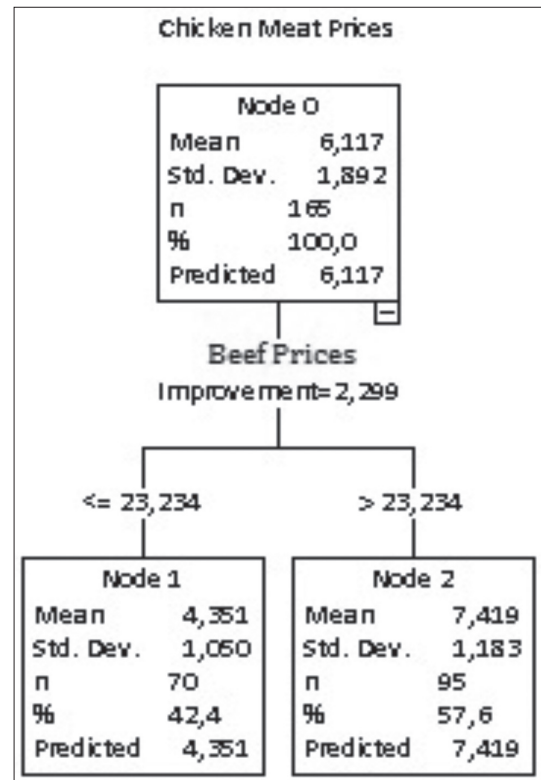 Chicken Meat Prices
Node 0
Mean 6,117
Std. Dev. 1,892
n 165
% 100,0
Predicted 6,117
Beef Prices
Improvement=2,299
<= 23,234
> 23,234
Node 1
Mean 4,351
Std. Dev. 1,050
n 70
% 42,4
Predicted 4,351
Node 2
Mean 7,419
Std. Dev. 1,183
n 95
% 57,6
Predicted 7,419